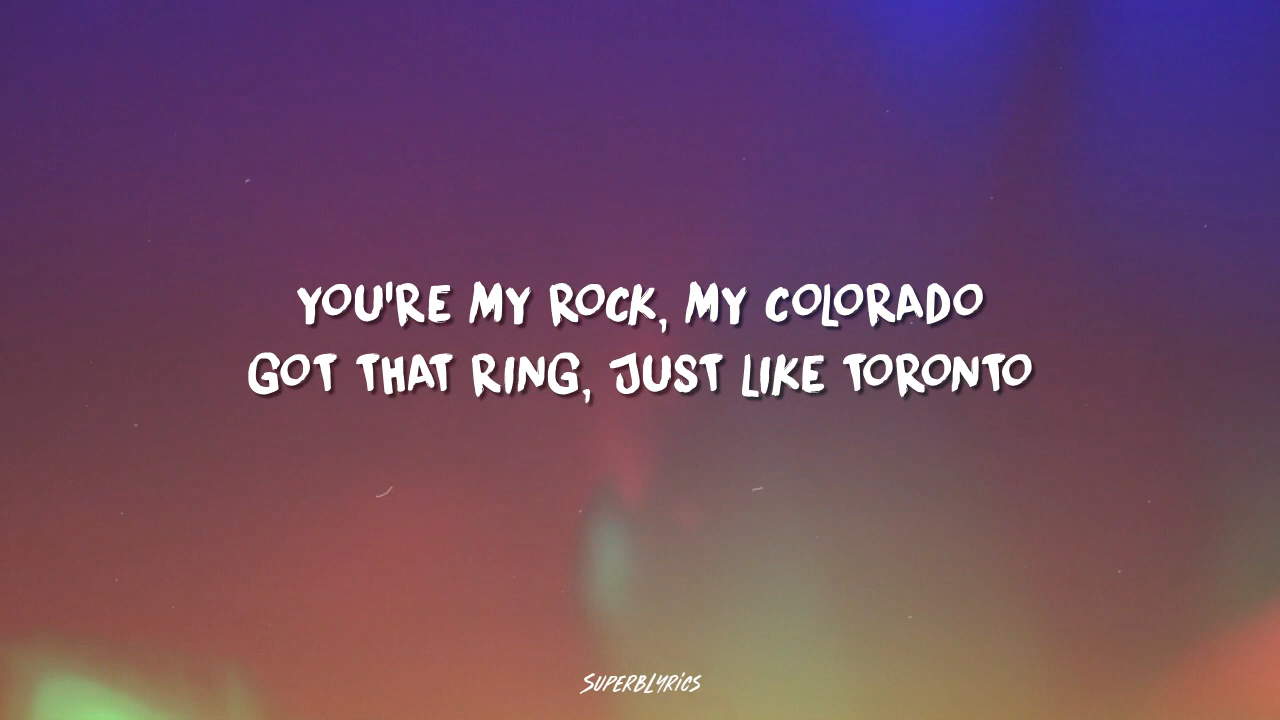 YOU'RE MY ROCK, MY COLORADO
GOT THAT RING, JUST LIKE TORONTO
SUPERBLYRICS